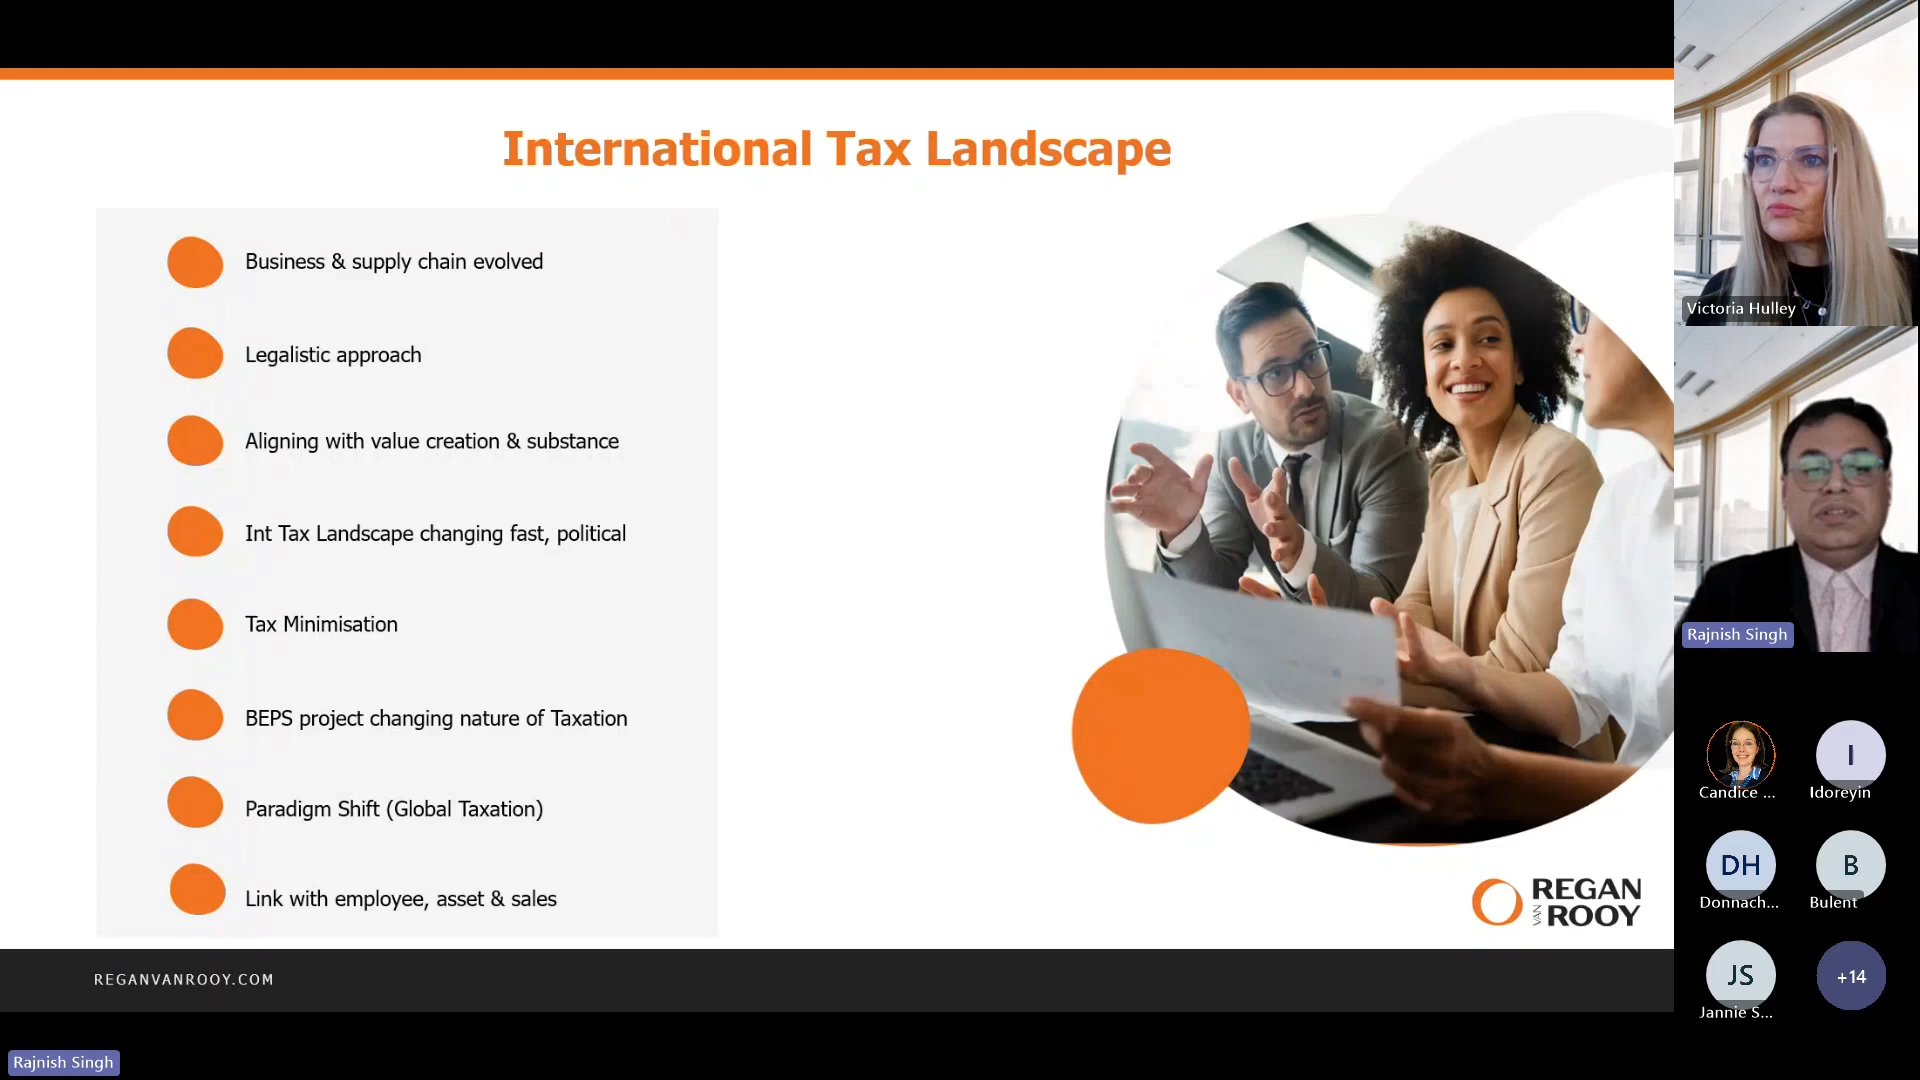 International Tax Landscape
Business & supply chain evolved
Legalistic approach
Aligning with value creation & substance
Int Tax Landscape changing fast, political
Tax Minimisation
BEPS project changing nature of Taxation
Paradigm Shift (Global Taxation)
Link with employee, asset & sales
REGAN
VAN
ROOY
REGANVANROOY.COM
Rajnish Singh
Victoria Hulley
Rajnish Singh
Candice ...
I
Idoreyin
DH
Donnach...
B
Bulent
JS
Jannie S...
+14